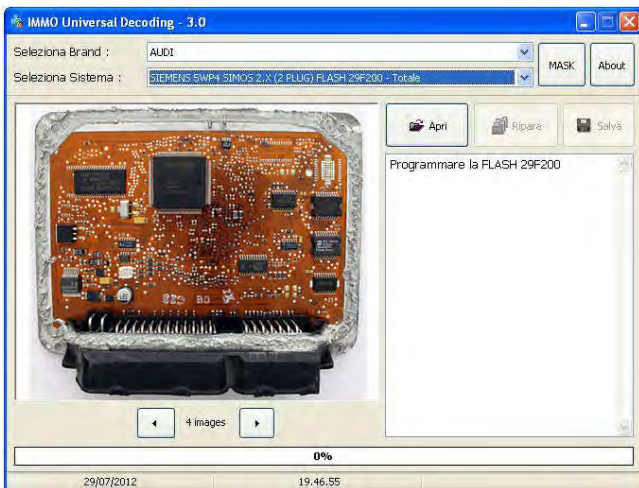 IMMO Universal Decoding - 3.0
Seleziona Brand :
AUDI
Seleziona Sistema :
SIEMENS 5WP4 SIMOS 2.X (2 PLUG) FLASH 29F200 - Totale
MASK
About
Apri
Ripara
Salva
Programmare la FLASH 29F200
4 images
0%
29/07/2012
19.46.55